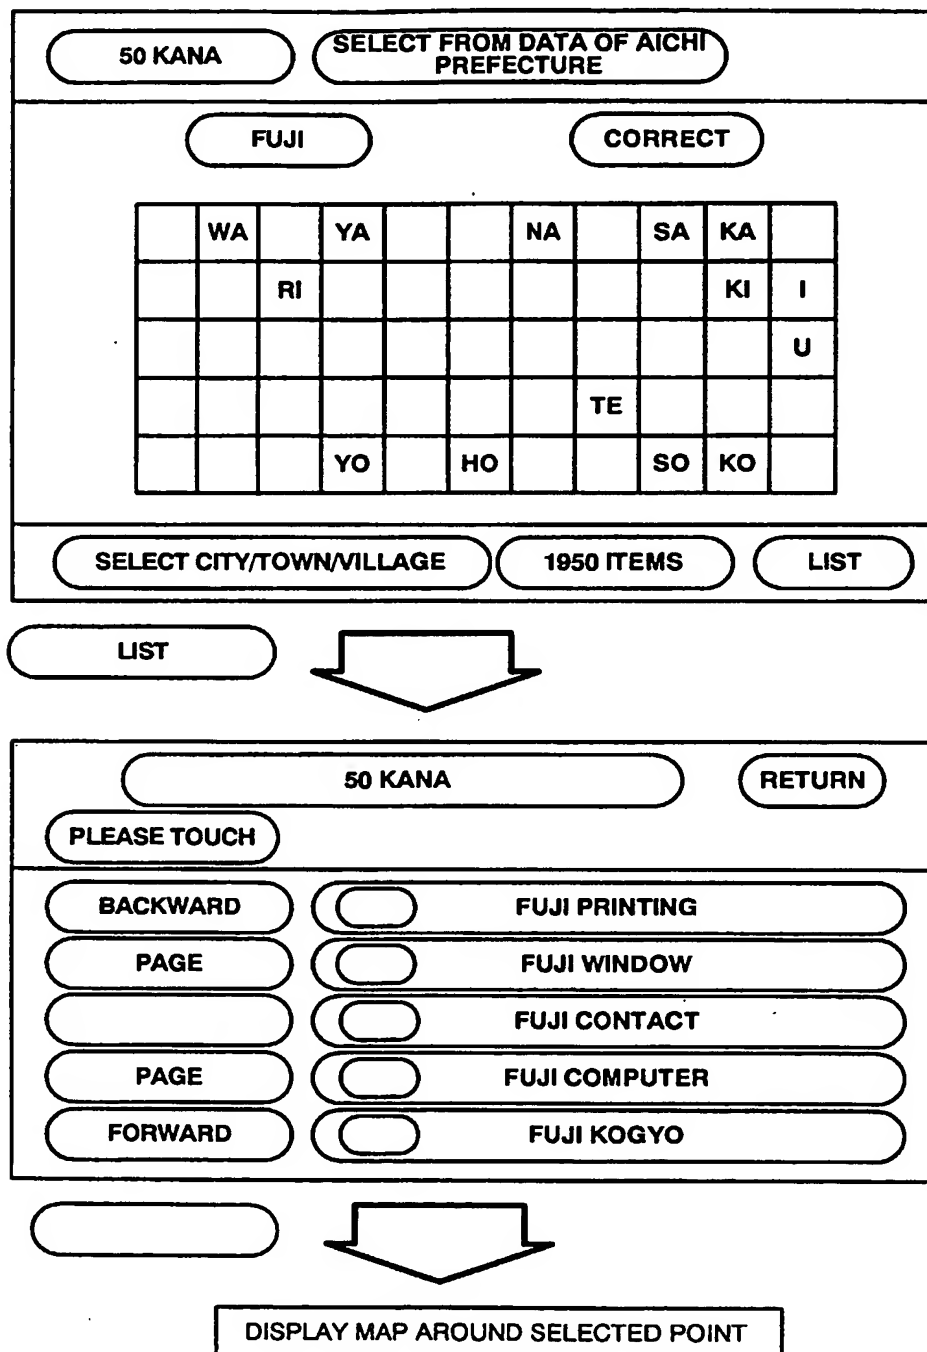 50 KANA
SELECT FROM DATA OF AICHI
PREFECTURE
FUJI
CORRECT
WA YA NA SA KA
RI KI I
U
TE
YO HO SO KO
SELECT CITY/TOWN/VILLAGE
1950 ITEMS
LIST
LIST
50 KANA
RETURN
PLEASE TOUCH
BACKWARD
FUJI PRINTING
PAGE
FUJI WINDOW
FUJI CONTACT
PAGE
FUJI COMPUTER
FORWARD
FUJI KOGYO
DISPLAY MAP AROUND SELECTED POINT